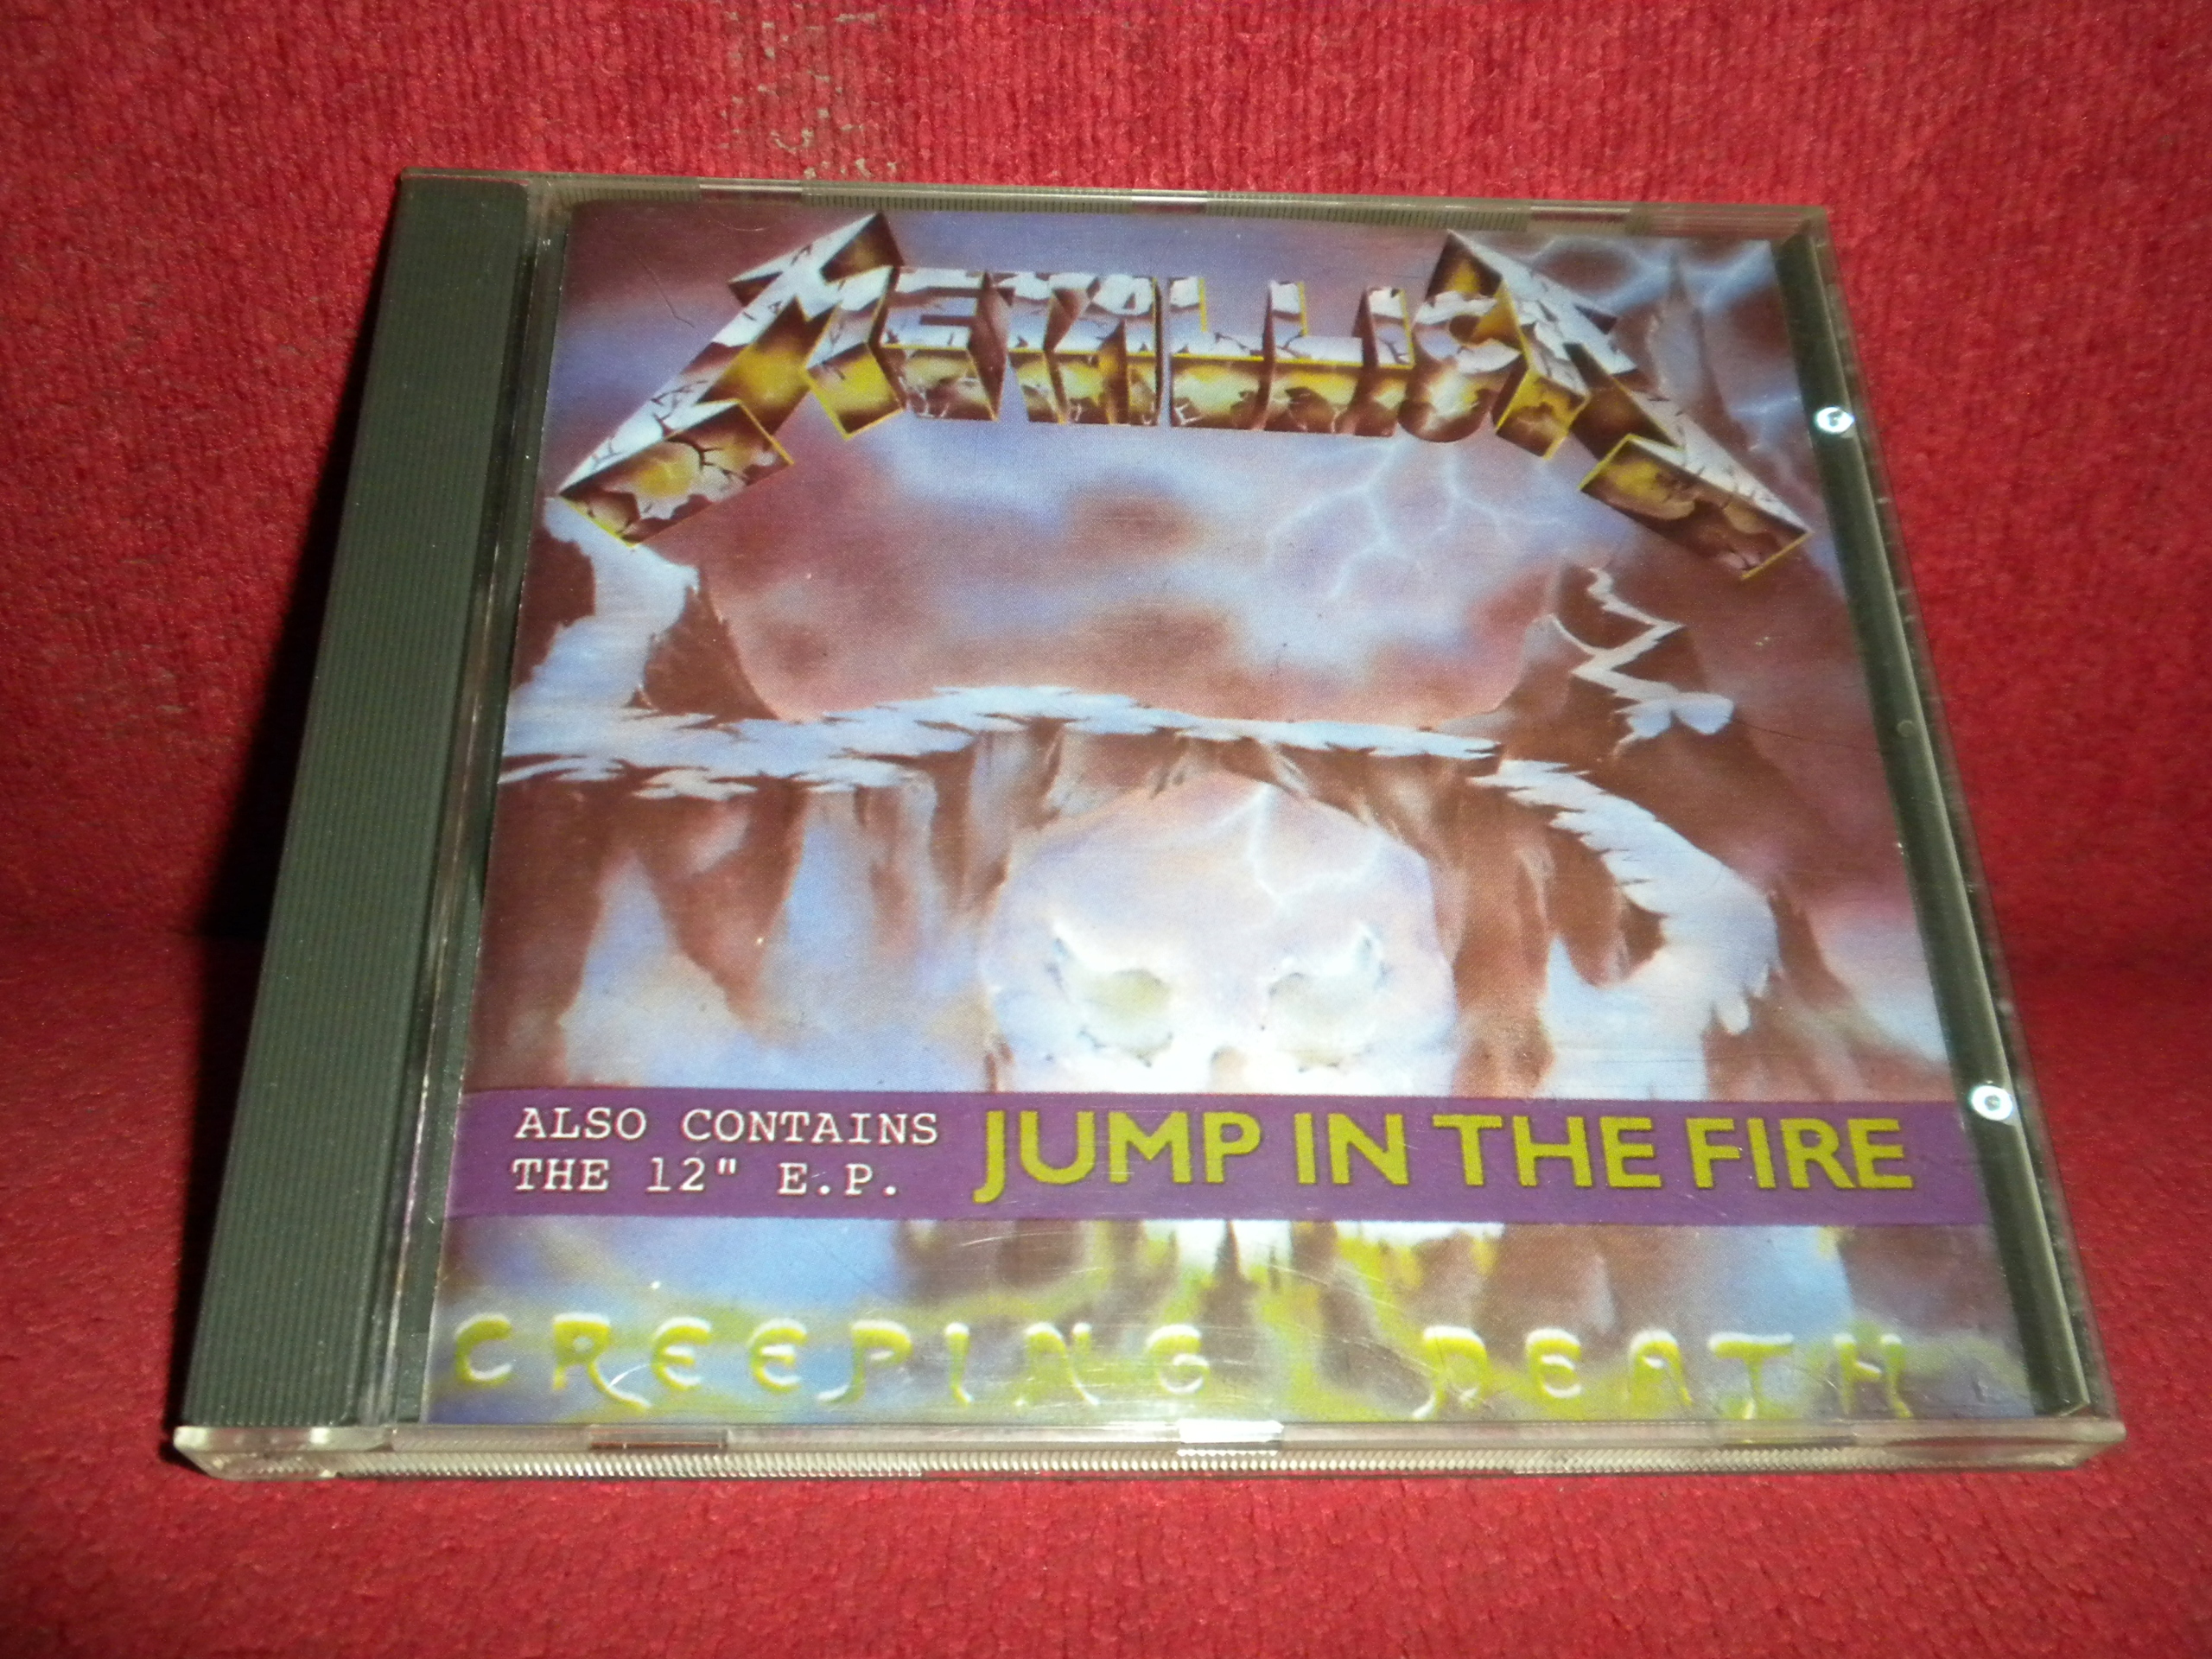 METALLICA
ALSO CONTAINS
THE 12" E.P.
JUMP IN THE FIRE
CREEPING DEATH